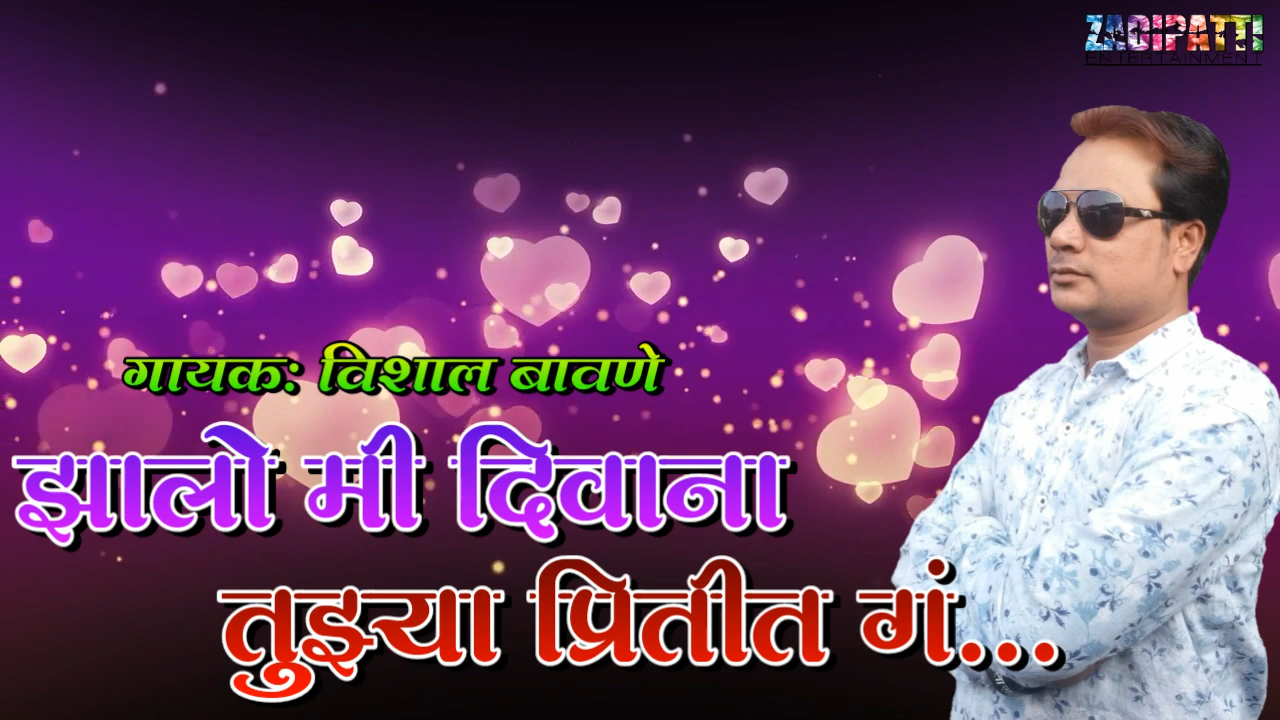 ZADIPATTI
ENTERTAINMENT
गायक: विशाल बावणे
झालो मी दिवाना
तुझ्या प्रितीत गं...